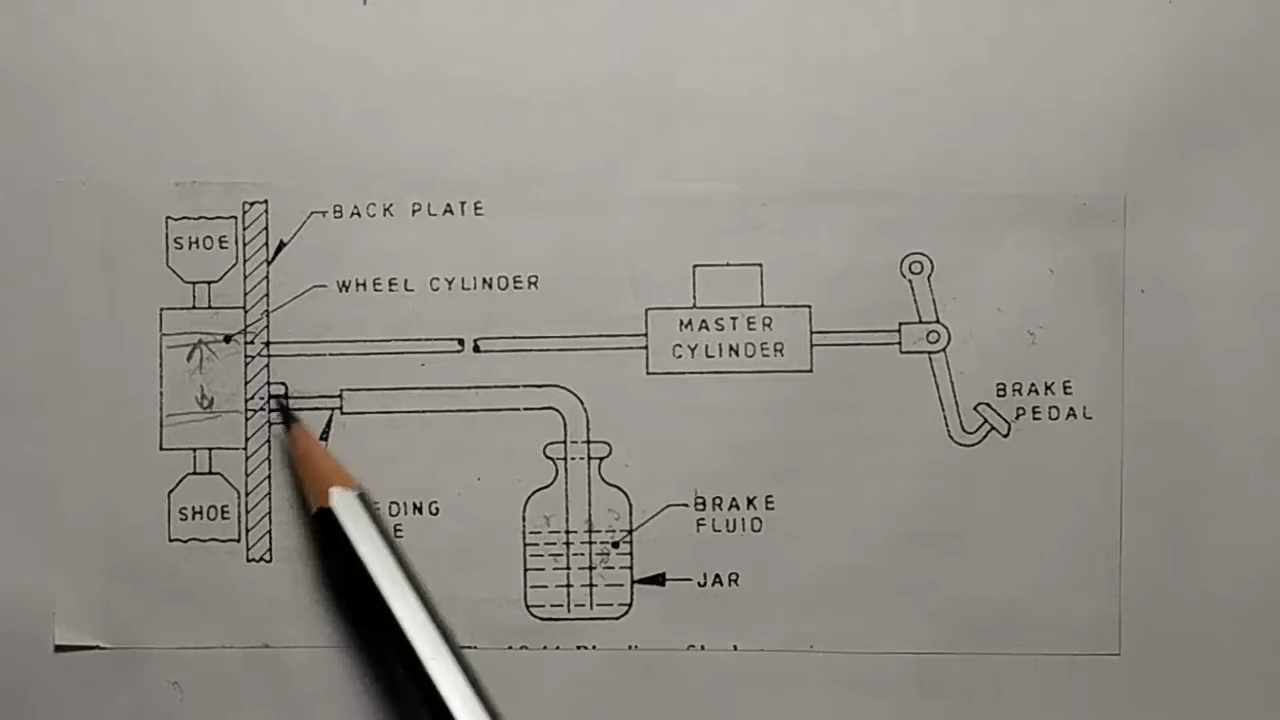 BACK PLATE
SHOE
WHEEL CYLINDER
MASTER
CYLINDER
BRAKE
PEDAL
SHOE
BRAKE
FLUID
JAR